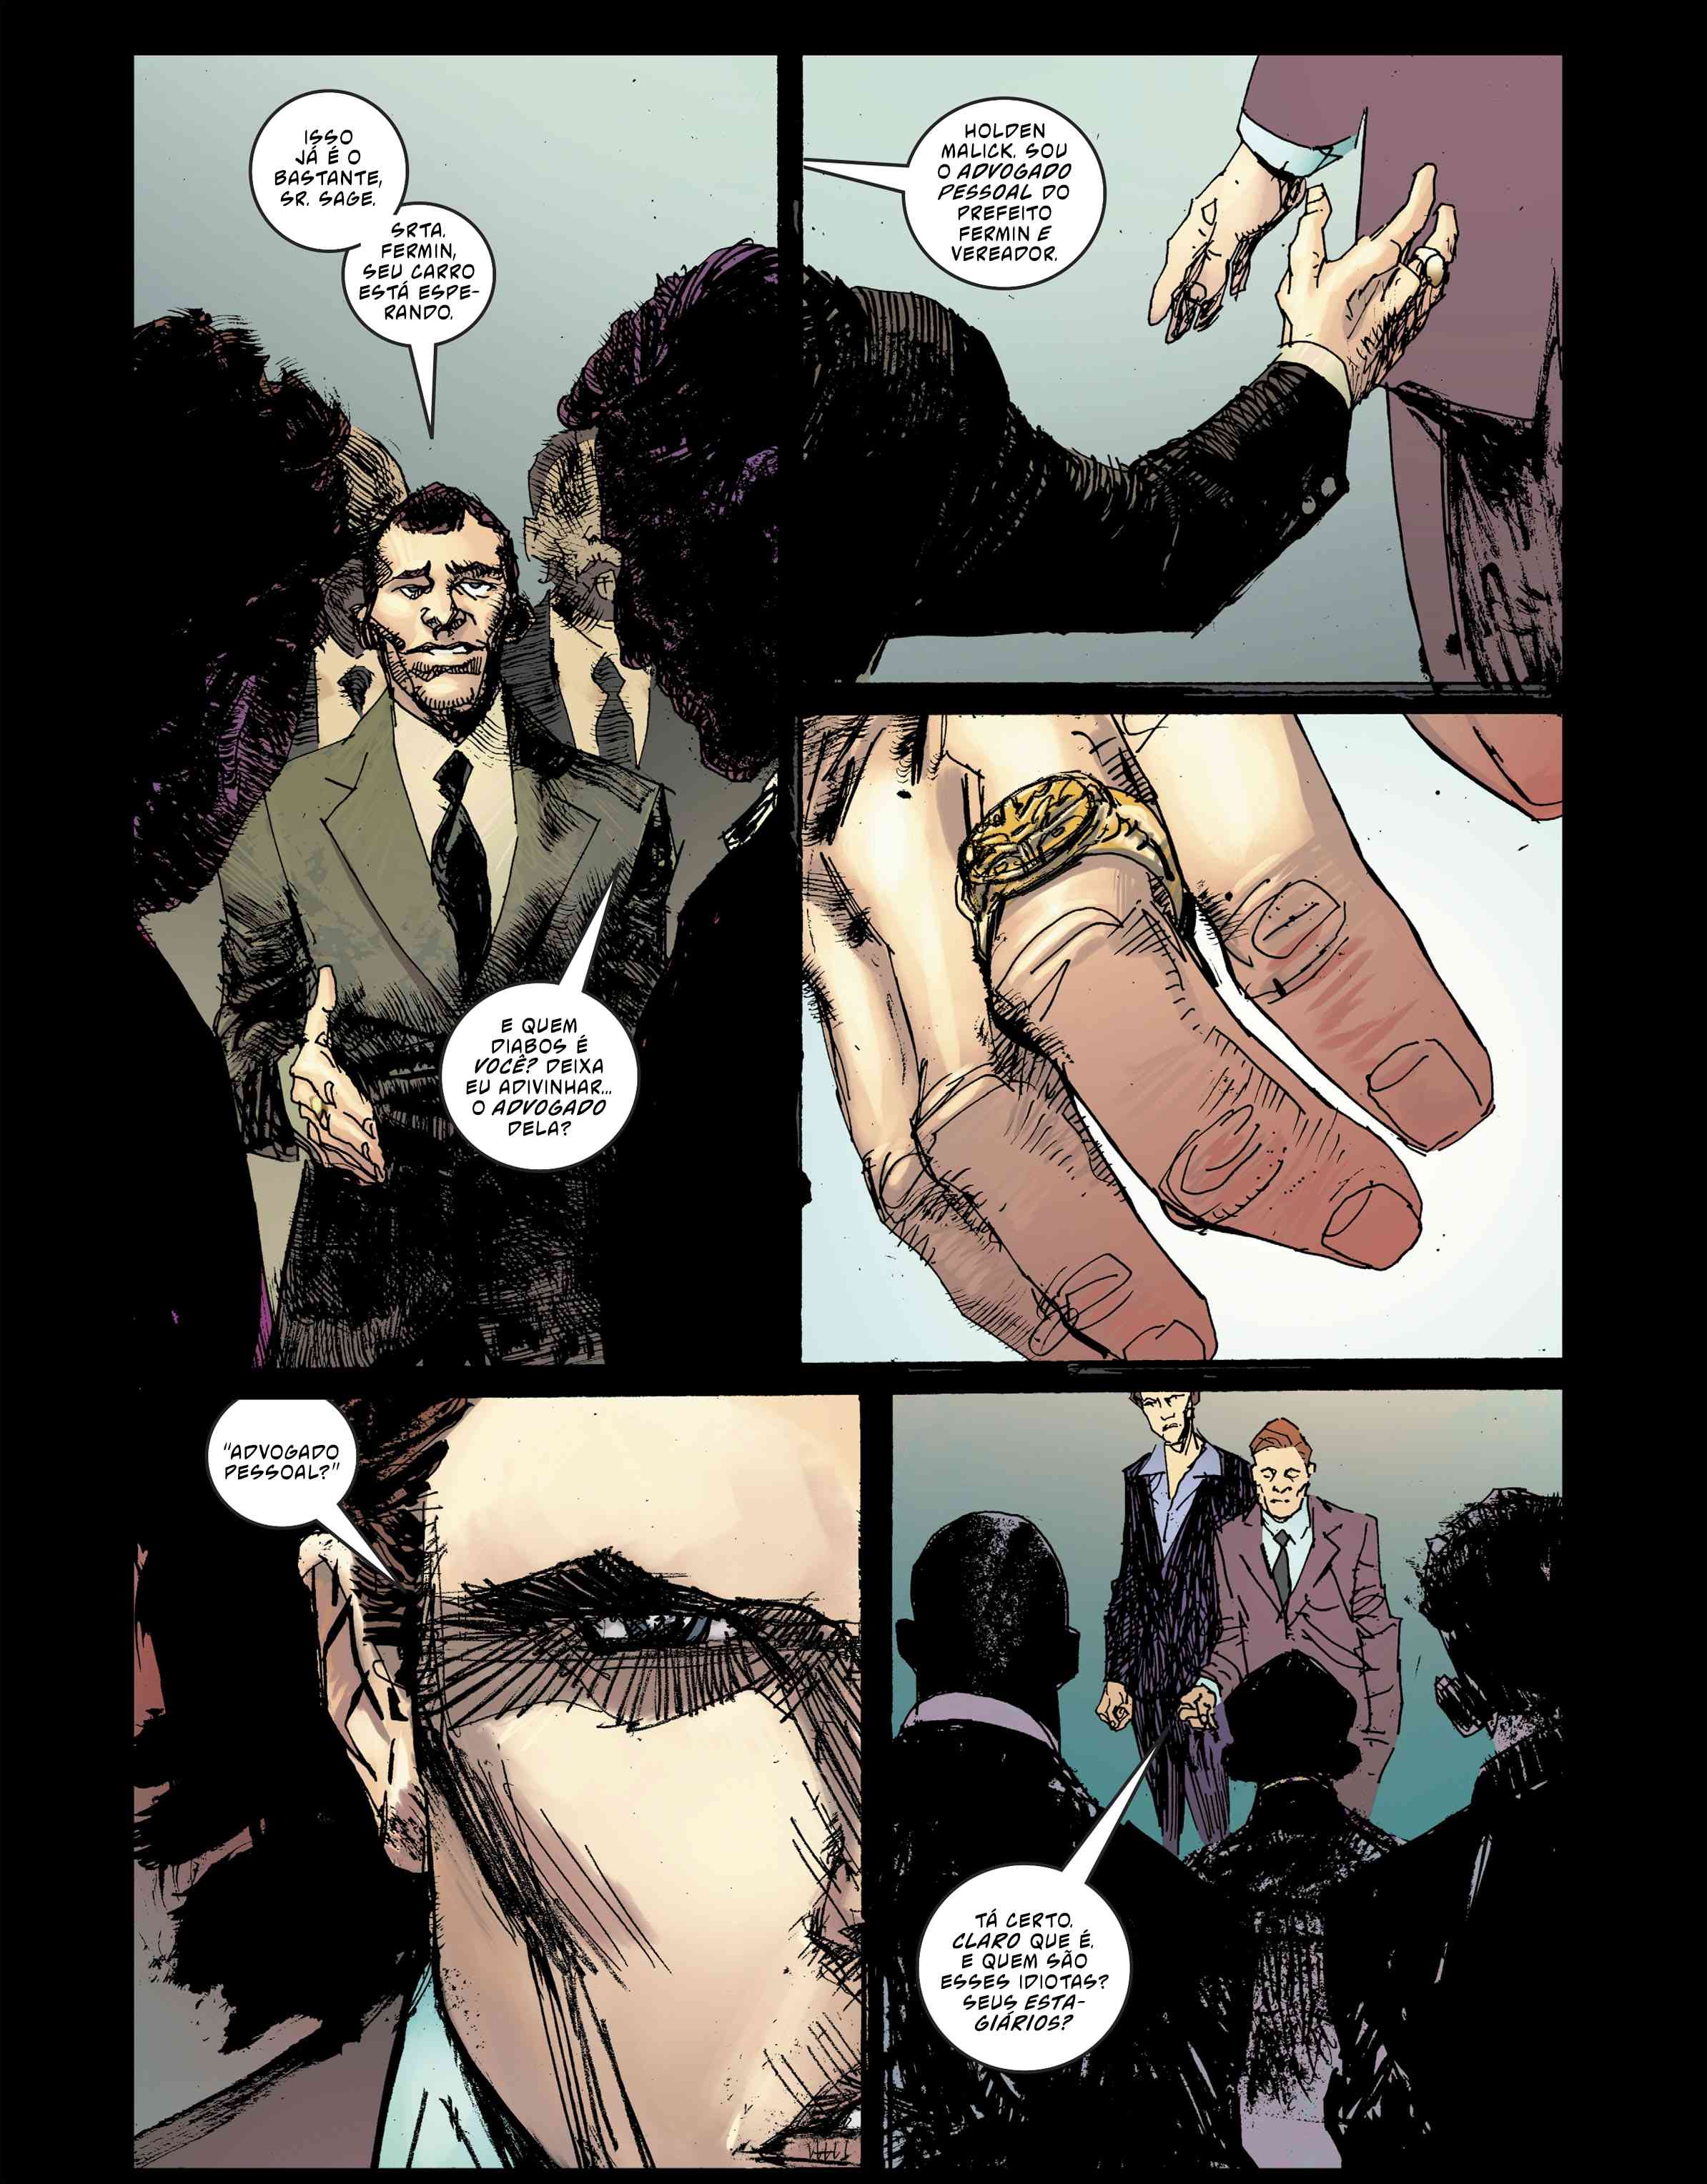 ISSO
JÁ É O
BASTANTE,
SR. SAGE.
SRTA.
FERMIN,
SEU CARRO
ESTÁ ESPE-
RANDO.
E QUEM
DIABOS É
VOCÊ? DEIXA
EU ADIVINHAR...
O ADVOGADO
DELA?
HOLDEN
MALICK. SOU
O ADVOGADO
PESSOAL DO
PREFEITO
FERMIN E
VEREADOR.
"ADVOGADO
PESSOAL?"
TÁ CERTO.
CLARO QUE É.
E QUEM SÃO
ESSES IDIOTAS?
SEUS ESTA-
GIÁRIOS?